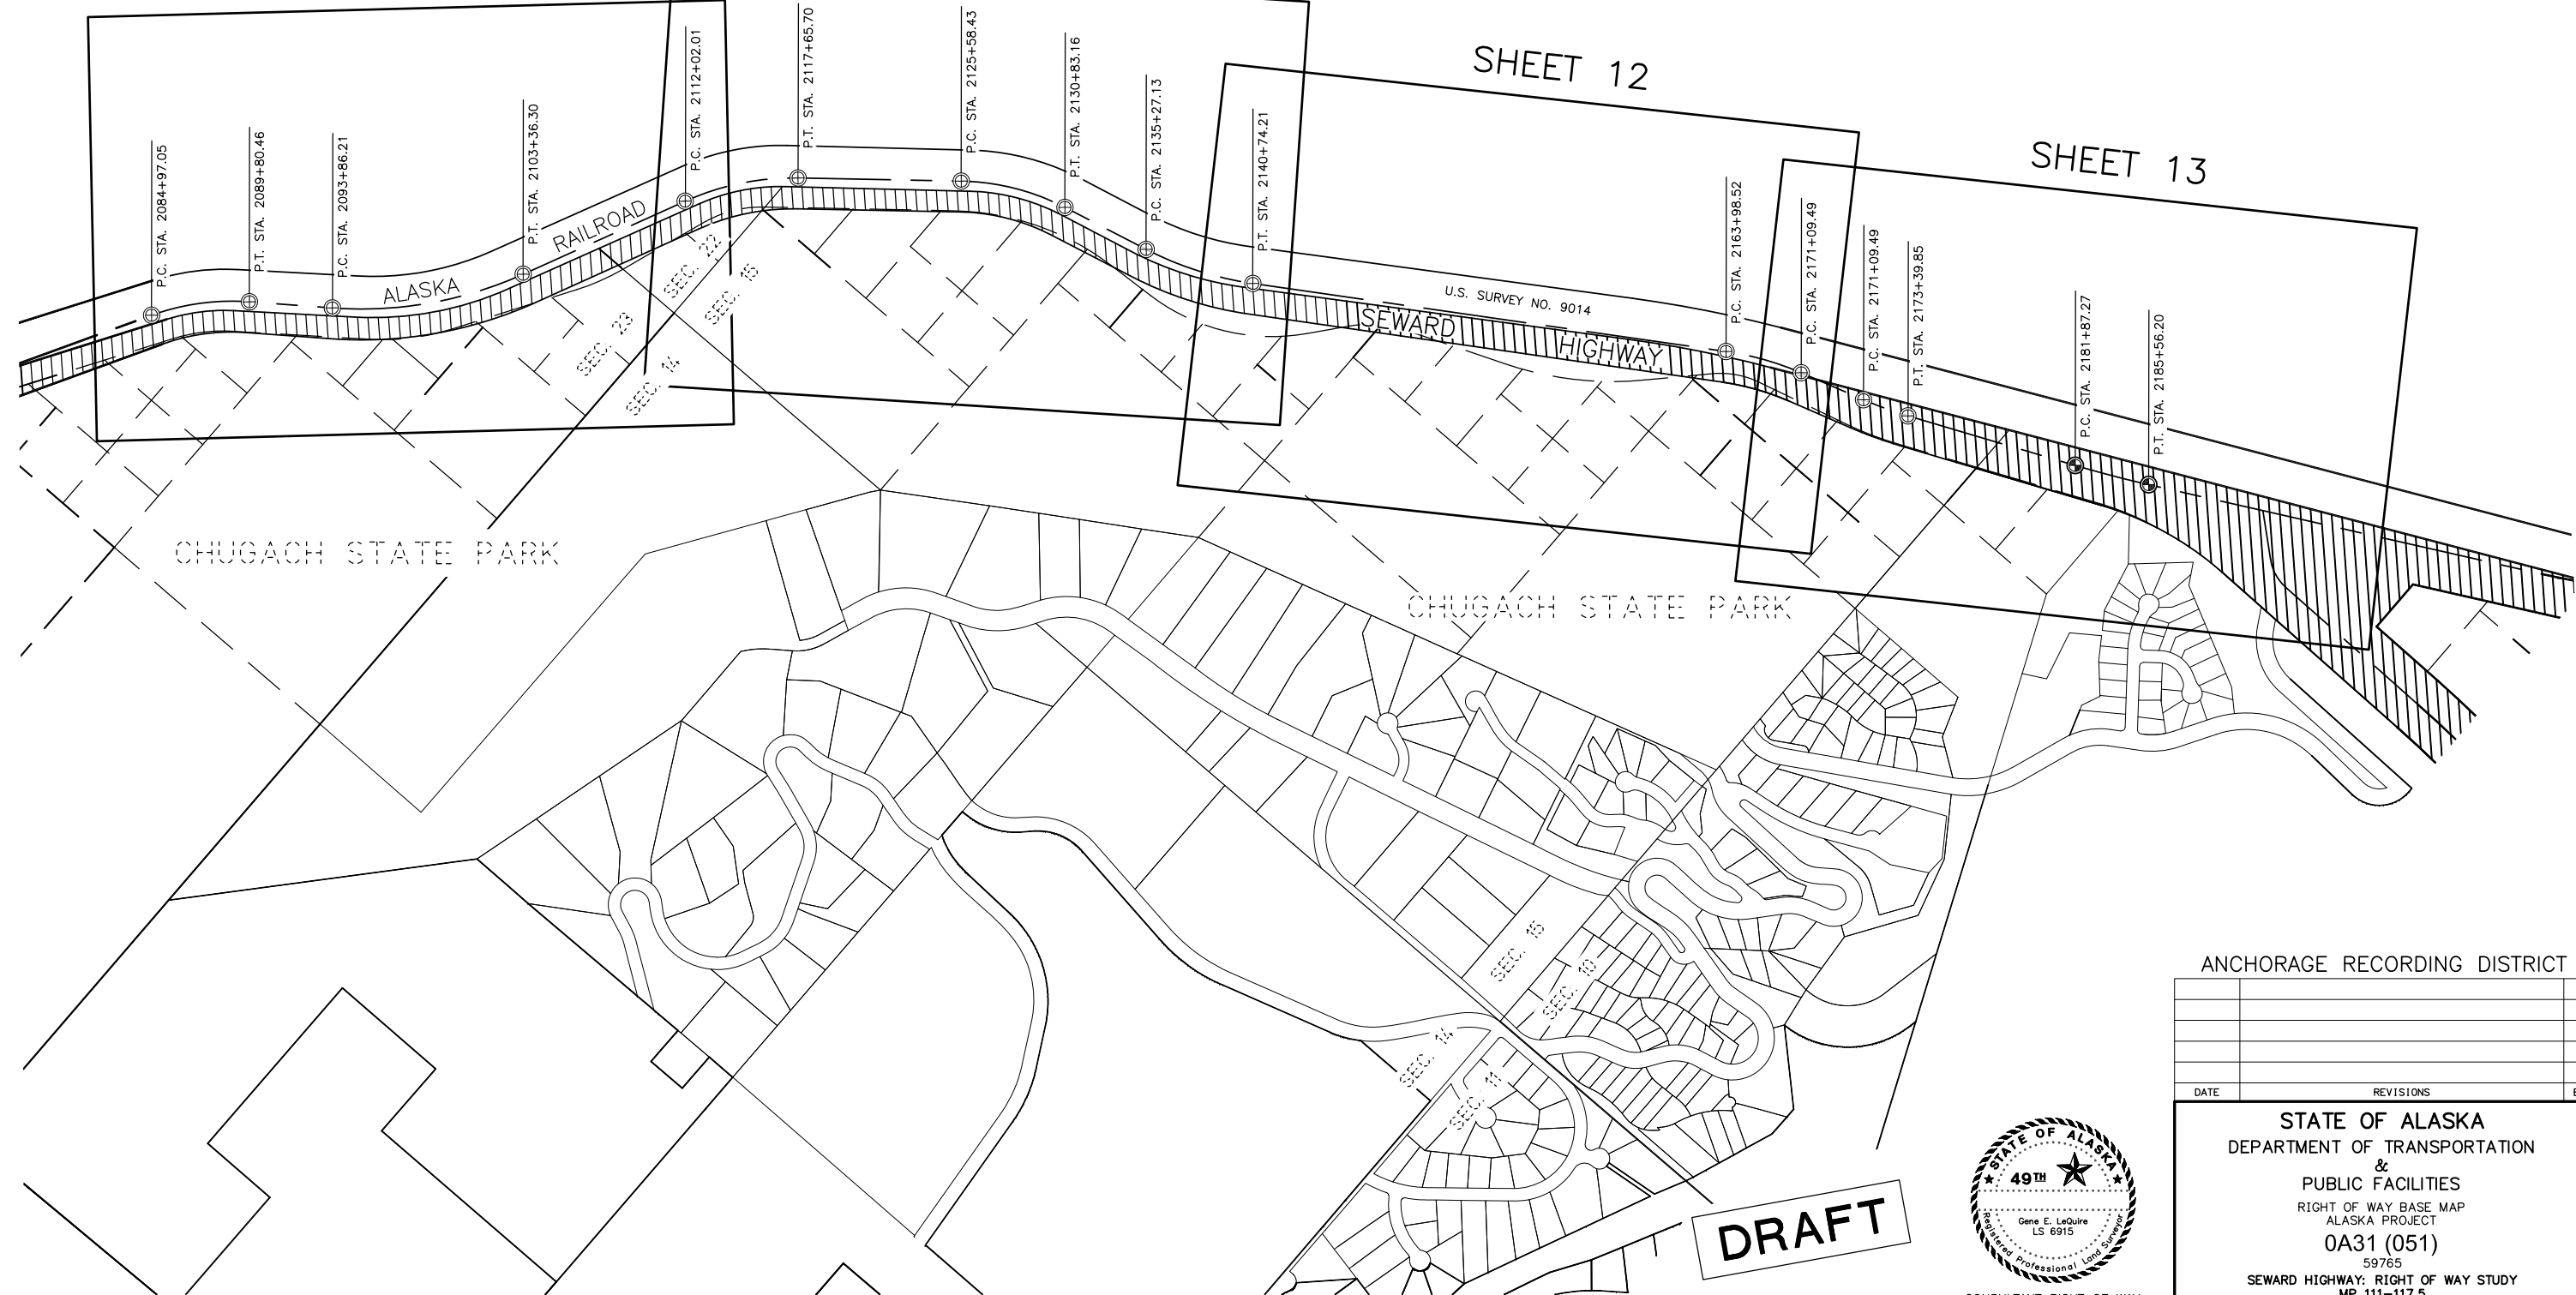 SHEET 12
SHEET 13
P.C. STA. 2084+97.05
P.T. STA. 2089+80.46
P.C. STA. 2093+86.21
P.T. STA. 2103+36.30
P.C. STA. 2112+02.01
P.T. STA. 2117+65.70
P.C. STA. 2125+58.43
P.T. STA. 2130+83.16
P.C. STA. 2135+27.13
P.T. STA. 2140+74.21
P.C. STA. 2163+98.52
P.C. STA. 2171+09.49
P.C. STA. 2171+09.49
P.T. STA. 2173+39.85
P.C. STA. 2181+87.27
P.T. STA. 2185+56.20
ALASKA RAILROAD
U.S. SURVEY NO. 9014
SEWARD HIGHWAY
SEC. 22
SEC. 15
SEC. 23
SEC. 14
CHUGACH STATE PARK
CHUGACH STATE PARK
SEC. 15
SEC. 10
SEC. 14
SEC. 11
DRAFT
STATE OF ALASKA
49TH
Gene E. LeQuire
LS 6915
Registered Professional Land Surveyor
ANCHORAGE RECORDING DISTRICT
DATE REVISIONS
STATE OF ALASKA
DEPARTMENT OF TRANSPORTATION
&
PUBLIC FACILITIES
RIGHT OF WAY BASE MAP
ALASKA PROJECT
0A31 (051)
59765
SEWARD HIGHWAY: RIGHT OF WAY STUDY
MP 111-117.5